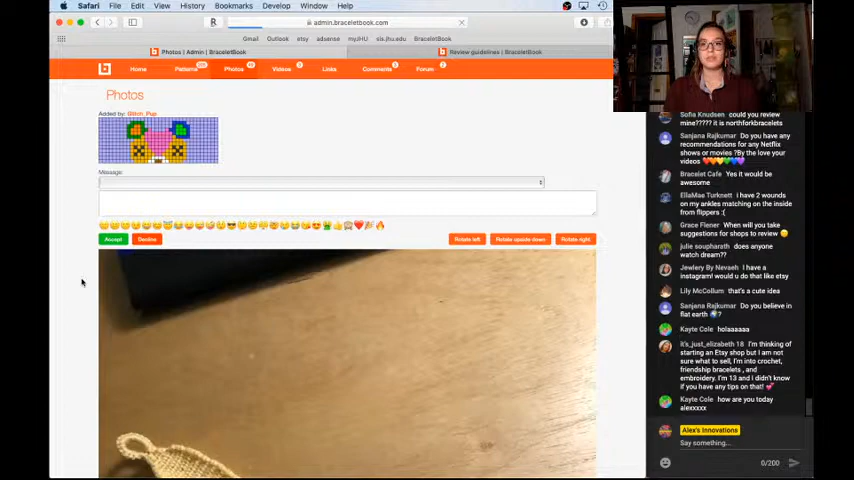 Safari File Edit View History Bookmarks Develop Window Help
admin.braceletbook.com
Gmail Outlook etsy adsense myJHU sis.jhu.edu BraceletBook
Photos | Admin | BraceletBook
Review guidelines | BraceletBook
Home Patterns Photos Videos Links Comments Forum
Photos
Added by: Glitch_Pup
Message:
Accept Decline Rotate left Rotate upside down Rotate right
Sofia Knudsen could you review
mine????? it is northforkbracelets
Sanjana Rajkumar Do you have any
recommendations for any Netflix
shows or movies ?By the love your
videos
Bracelet Cafe Yes it would be
awesome
EllaMae Turknett i have 2 wounds
on my ankles matching on the inside
from flippers :(
Grace Flener When will you take
suggestions for shops to review
julie soupharath does anyone
watch dream??
Jewlery By Nevaeh I have a
instagram! would u do that like etsy
Lily McCollum that's a cute idea
Sanjana Rajkumar Do you believe in
flat earth ?
Kayte Cole holaaaaaa
it's_just_elizabeth 18 I'm thinking of
starting an Etsy shop but I am not
sure what to sell, I'm into crochet,
friendship bracelets , and
embroidery. I'm 13 and I didn't know
if you have any tips on that!
Kayte Cole how are you today
alexxxxx
Alex's Innovations
Say something...
0/200